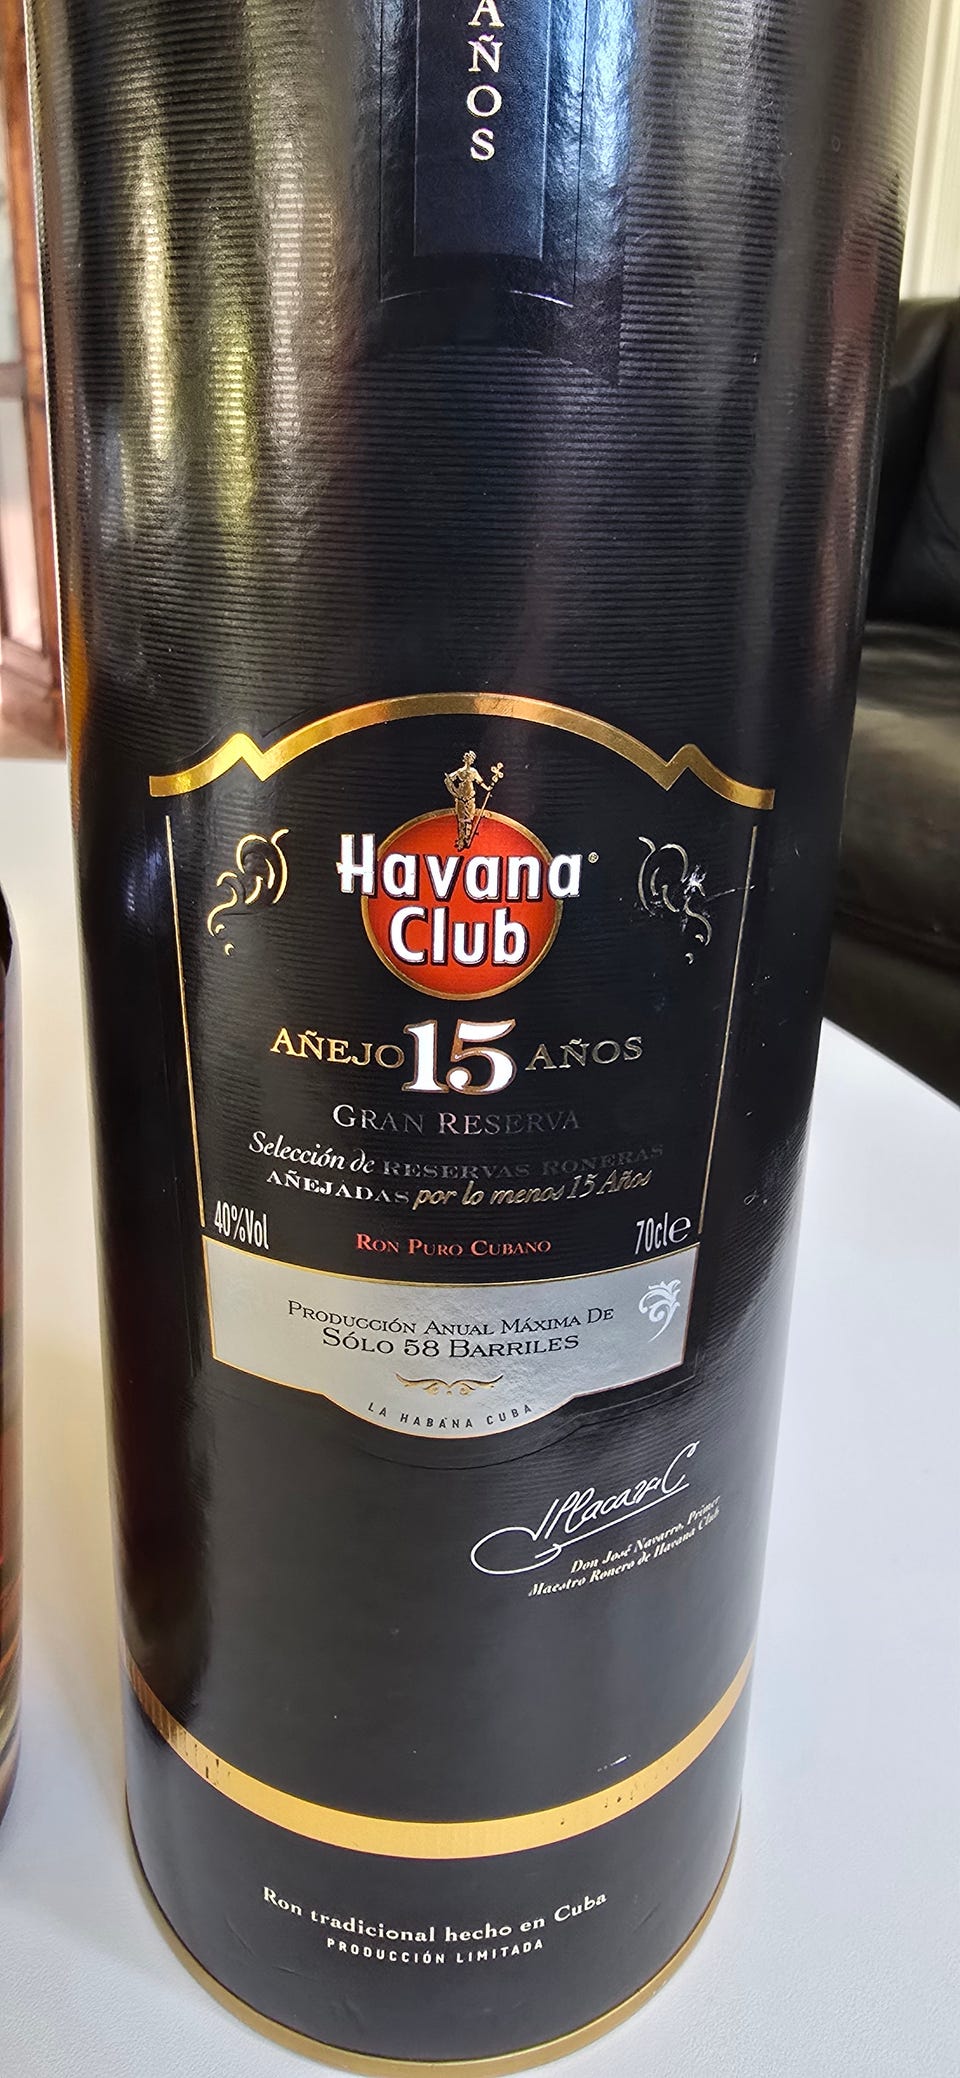 AÑOS
Havana®
Club
AÑEJO 15 AÑOS
GRAN RESERVA
Selección de RESERVAS RONERAS
AÑEJADAS por lo menos 15 Años
40%Vol
RON PURO CUBANO
70cle
PRODUCCIÓN ANUAL MÁXIMA DE
SÓLO 58 BARRILES
LA HABANA CUBA
Don José Navarro, Primer
Maestro Ronero de Havana Club
Ron tradicional hecho en Cuba
PRODUCCIÓN LIMITADA